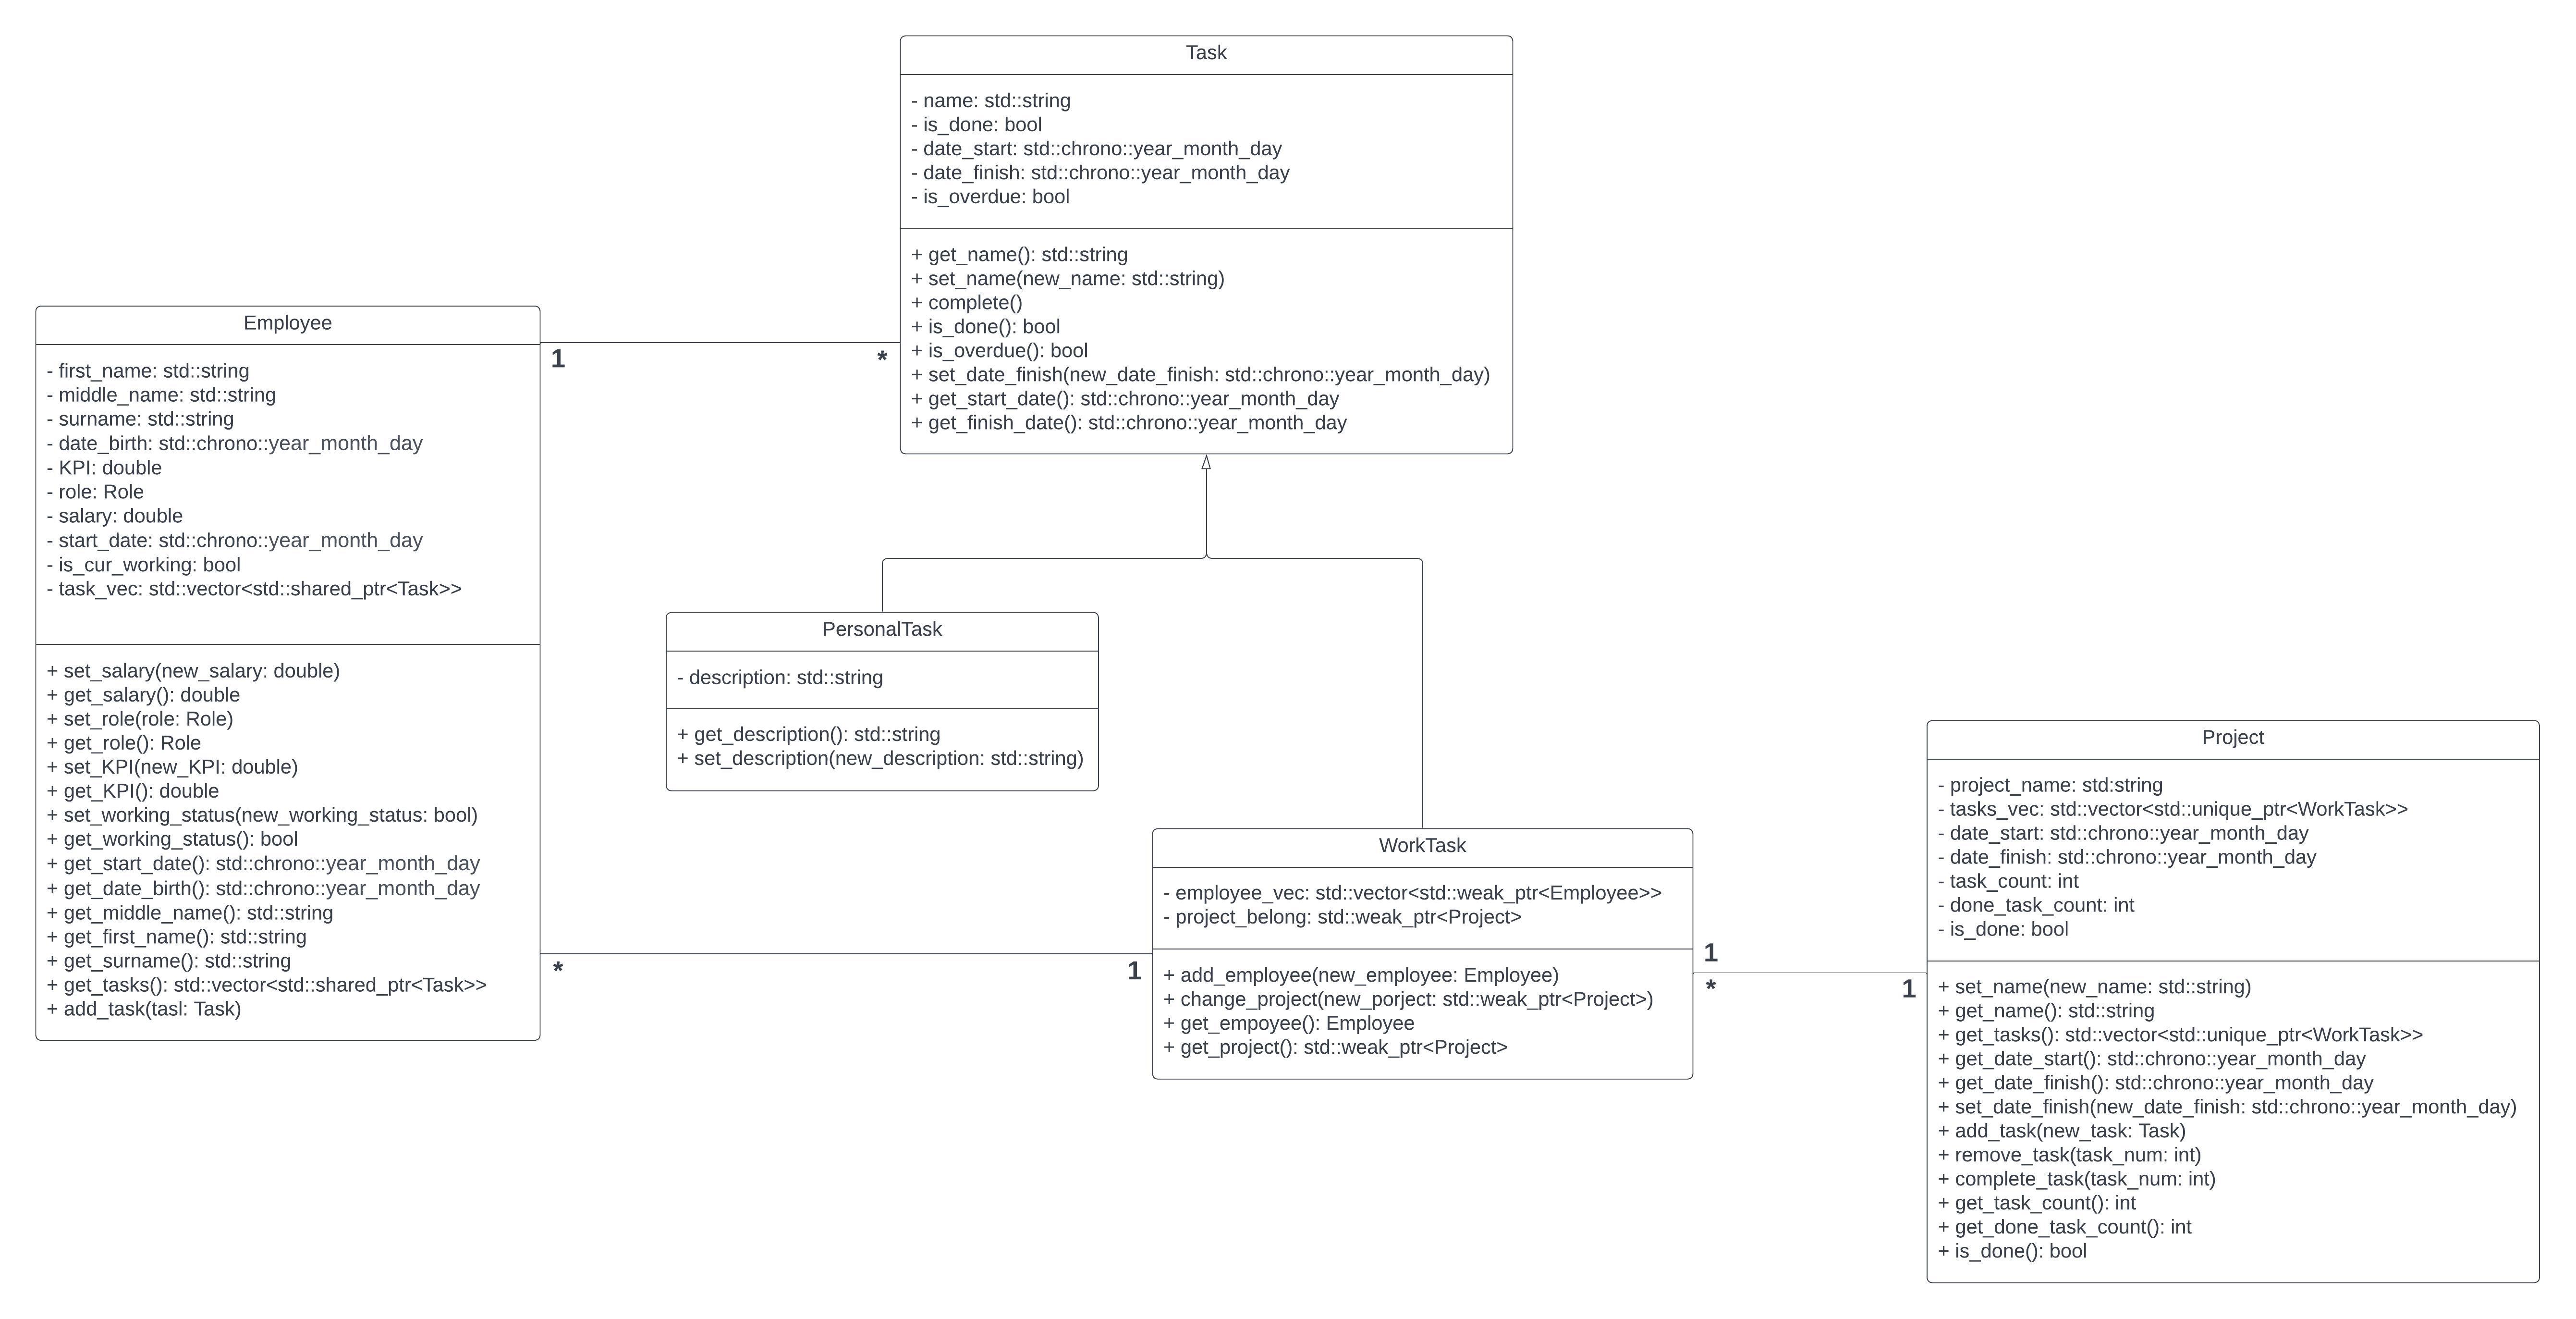 Task
- name: std::string
- is_done: bool
- date_start: std::chrono::year_month_day
- date_finish: std::chrono::year_month_day
- is_overdue: bool
+ get_name(): std::string
+ set_name(new_name: std::string)
+ complete()
+ is_done(): bool
+ is_overdue(): bool
+ set_date_finish(new_date_finish: std::chrono::year_month_day)
+ get_start_date(): std::chrono::year_month_day
+ get_finish_date(): std::chrono::year_month_day
Employee
- first_name: std::string
- middle_name: std::string
- surname: std::string
- date_birth: std::chrono::year_month_day
- KPI: double
- role: Role
- salary: double
- start_date: std::chrono::year_month_day
- is_cur_working: bool
- task_vec: std::vector<std::shared_ptr<Task>>
+ set_salary(new_salary: double)
+ get_salary(): double
+ set_role(role: Role)
+ get_role(): Role
+ set_KPI(new_KPI: double)
+ get_KPI(): double
+ set_working_status(new_working_status: bool)
+ get_working_status(): bool
+ get_start_date(): std::chrono::year_month_day
+ get_date_birth(): std::chrono::year_month_day
+ get_middle_name(): std::string
+ get_first_name(): std::string
+ get_surname(): std::string
+ get_tasks(): std::vector<std::shared_ptr<Task>>
+ add_task(tasl: Task)
1
*
PersonalTask
- description: std::string
+ get_description(): std::string
+ set_description(new_description: std::string)
*
1
WorkTask
- employee_vec: std::vector<std::weak_ptr<Employee>>
- project_belong: std::weak_ptr<Project>
+ add_employee(new_employee: Employee)
+ change_project(new_porject: std::weak_ptr<Project>)
+ get_empoyee(): Employee
+ get_project(): std::weak_ptr<Project>
1
*
1
Project
- project_name: std:string
- tasks_vec: std::vector<std::unique_ptr<WorkTask>>
- date_start: std::chrono::year_month_day
- date_finish: std::chrono::year_month_day
- task_count: int
- done_task_count: int
- is_done: bool
+ set_name(new_name: std::string)
+ get_name(): std::string
+ get_tasks(): std::vector<std::unique_ptr<WorkTask>>
+ get_date_start(): std::chrono::year_month_day
+ get_date_finish(): std::chrono::year_month_day
+ set_date_finish(new_date_finish: std::chrono::year_month_day)
+ add_task(new_task: Task)
+ remove_task(task_num: int)
+ complete_task(task_num: int)
+ get_task_count(): int
+ get_done_task_count(): int
+ is_done(): bool